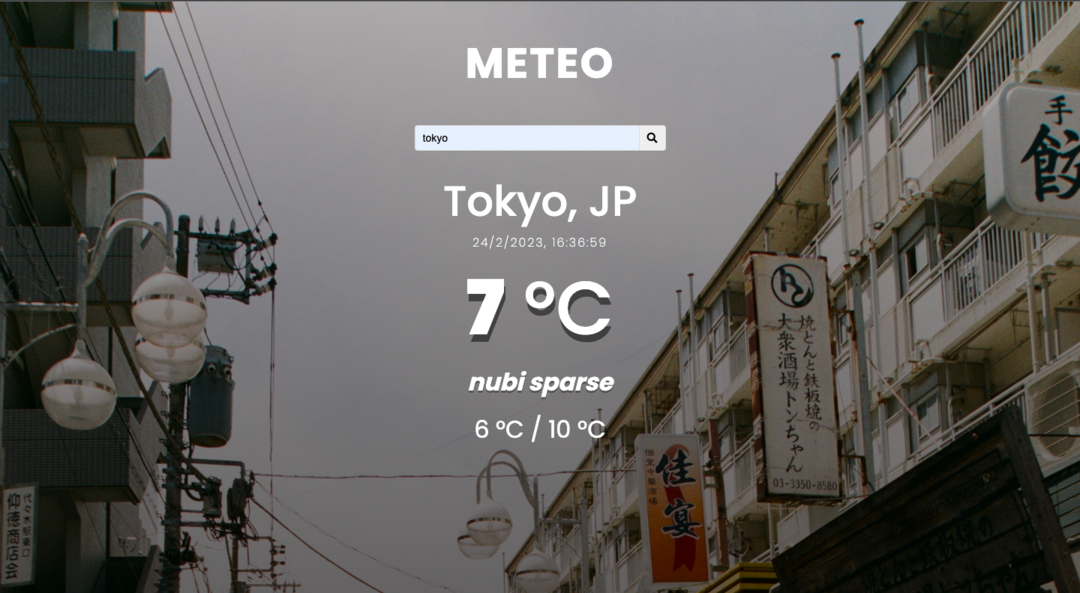 METEO
tokyo
Tokyo, JP
24/2/2023, 16:36:59
7 °C
nubi sparse
6 °C / 10 °C
手
餃
焼とんと鉄板焼の
大衆酒場トンちゃん
03-3350-8580
佳宴